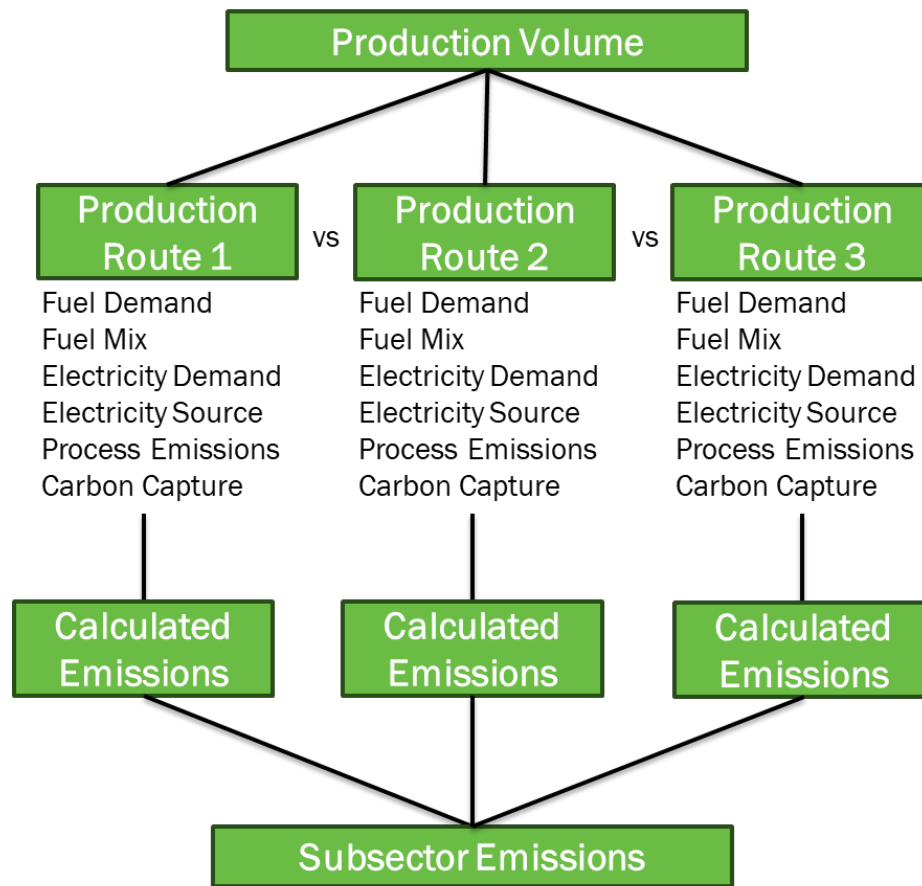 Production Volume
Production
Route 1
vs
Production
Route 2
vs
Production
Route 3
Fuel Demand
Fuel Mix
Electricity Demand
Electricity Source
Process Emissions
Carbon Capture
Fuel Demand
Fuel Mix
Electricity Demand
Electricity Source
Process Emissions
Carbon Capture
Fuel Demand
Fuel Mix
Electricity Demand
Electricity Source
Process Emissions
Carbon Capture
Calculated
Emissions
Calculated
Emissions
Calculated
Emissions
Subsector Emissions